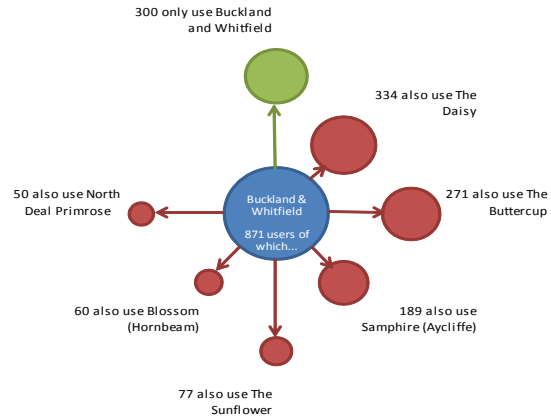 300 only use Buckland
and Whitfield
334 also use The
Daisy
50 also use North
Deal Primrose
Buckland &
Whitfield
871 users of
which...
271 also use The
Buttercup
60 also use Blossom
(Hornbeam)
189 also use
Samphire (Aycliffe)
77 also use The
Sunflower